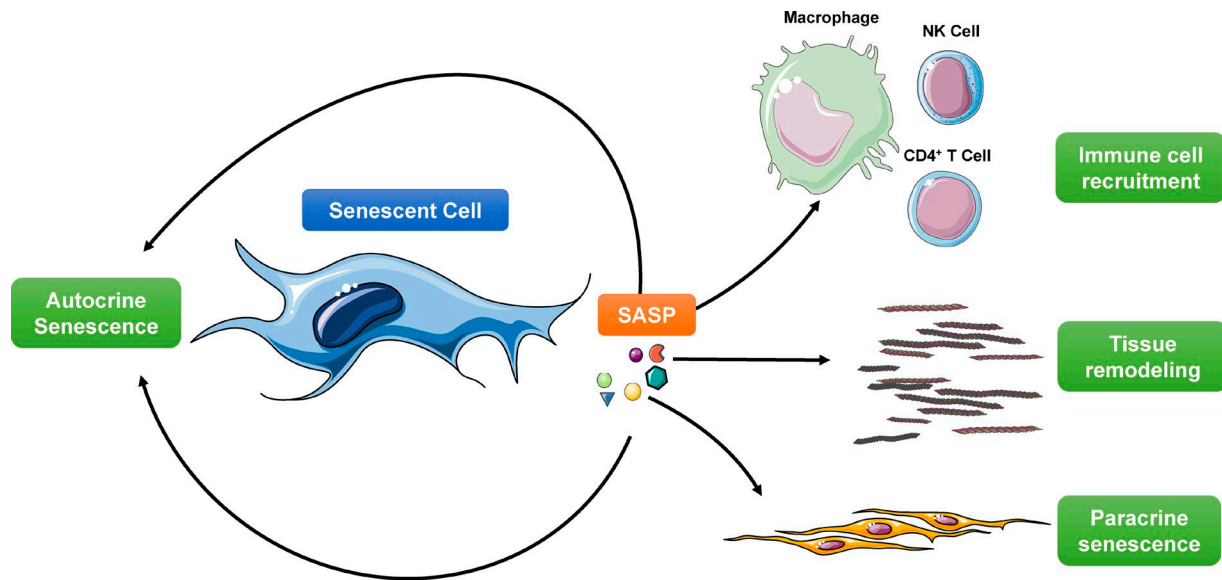 Macrophage
NK Cell
CD4⁺ T Cell
Immune cell
recruitment
Senescent Cell
Autocrine
Senescence
SASP
Tissue
remodeling
Paracrine
senescence